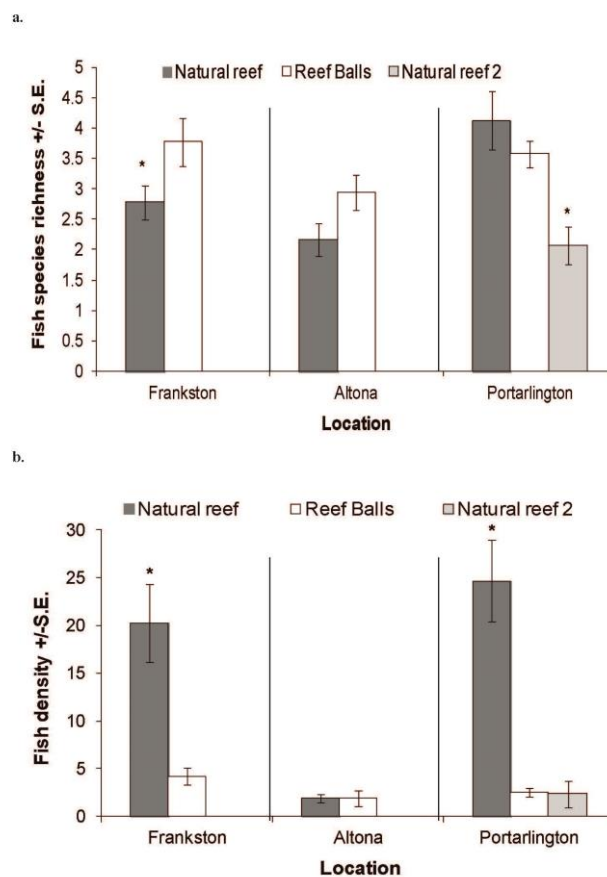 a.
Natural reef Reef Balls Natural reef 2
Fish species richness +/- S.E.
5
4.5
4
3.5
3
2.5
2
1.5
1
0.5
0
*
*
Frankston Altona Portarlington
Location
b.
Natural reef Reef Balls Natural reef 2
Fish density +/-S.E.
30
25
20
15
10
5
0
*
*
Frankston Altona Portarlington
Location